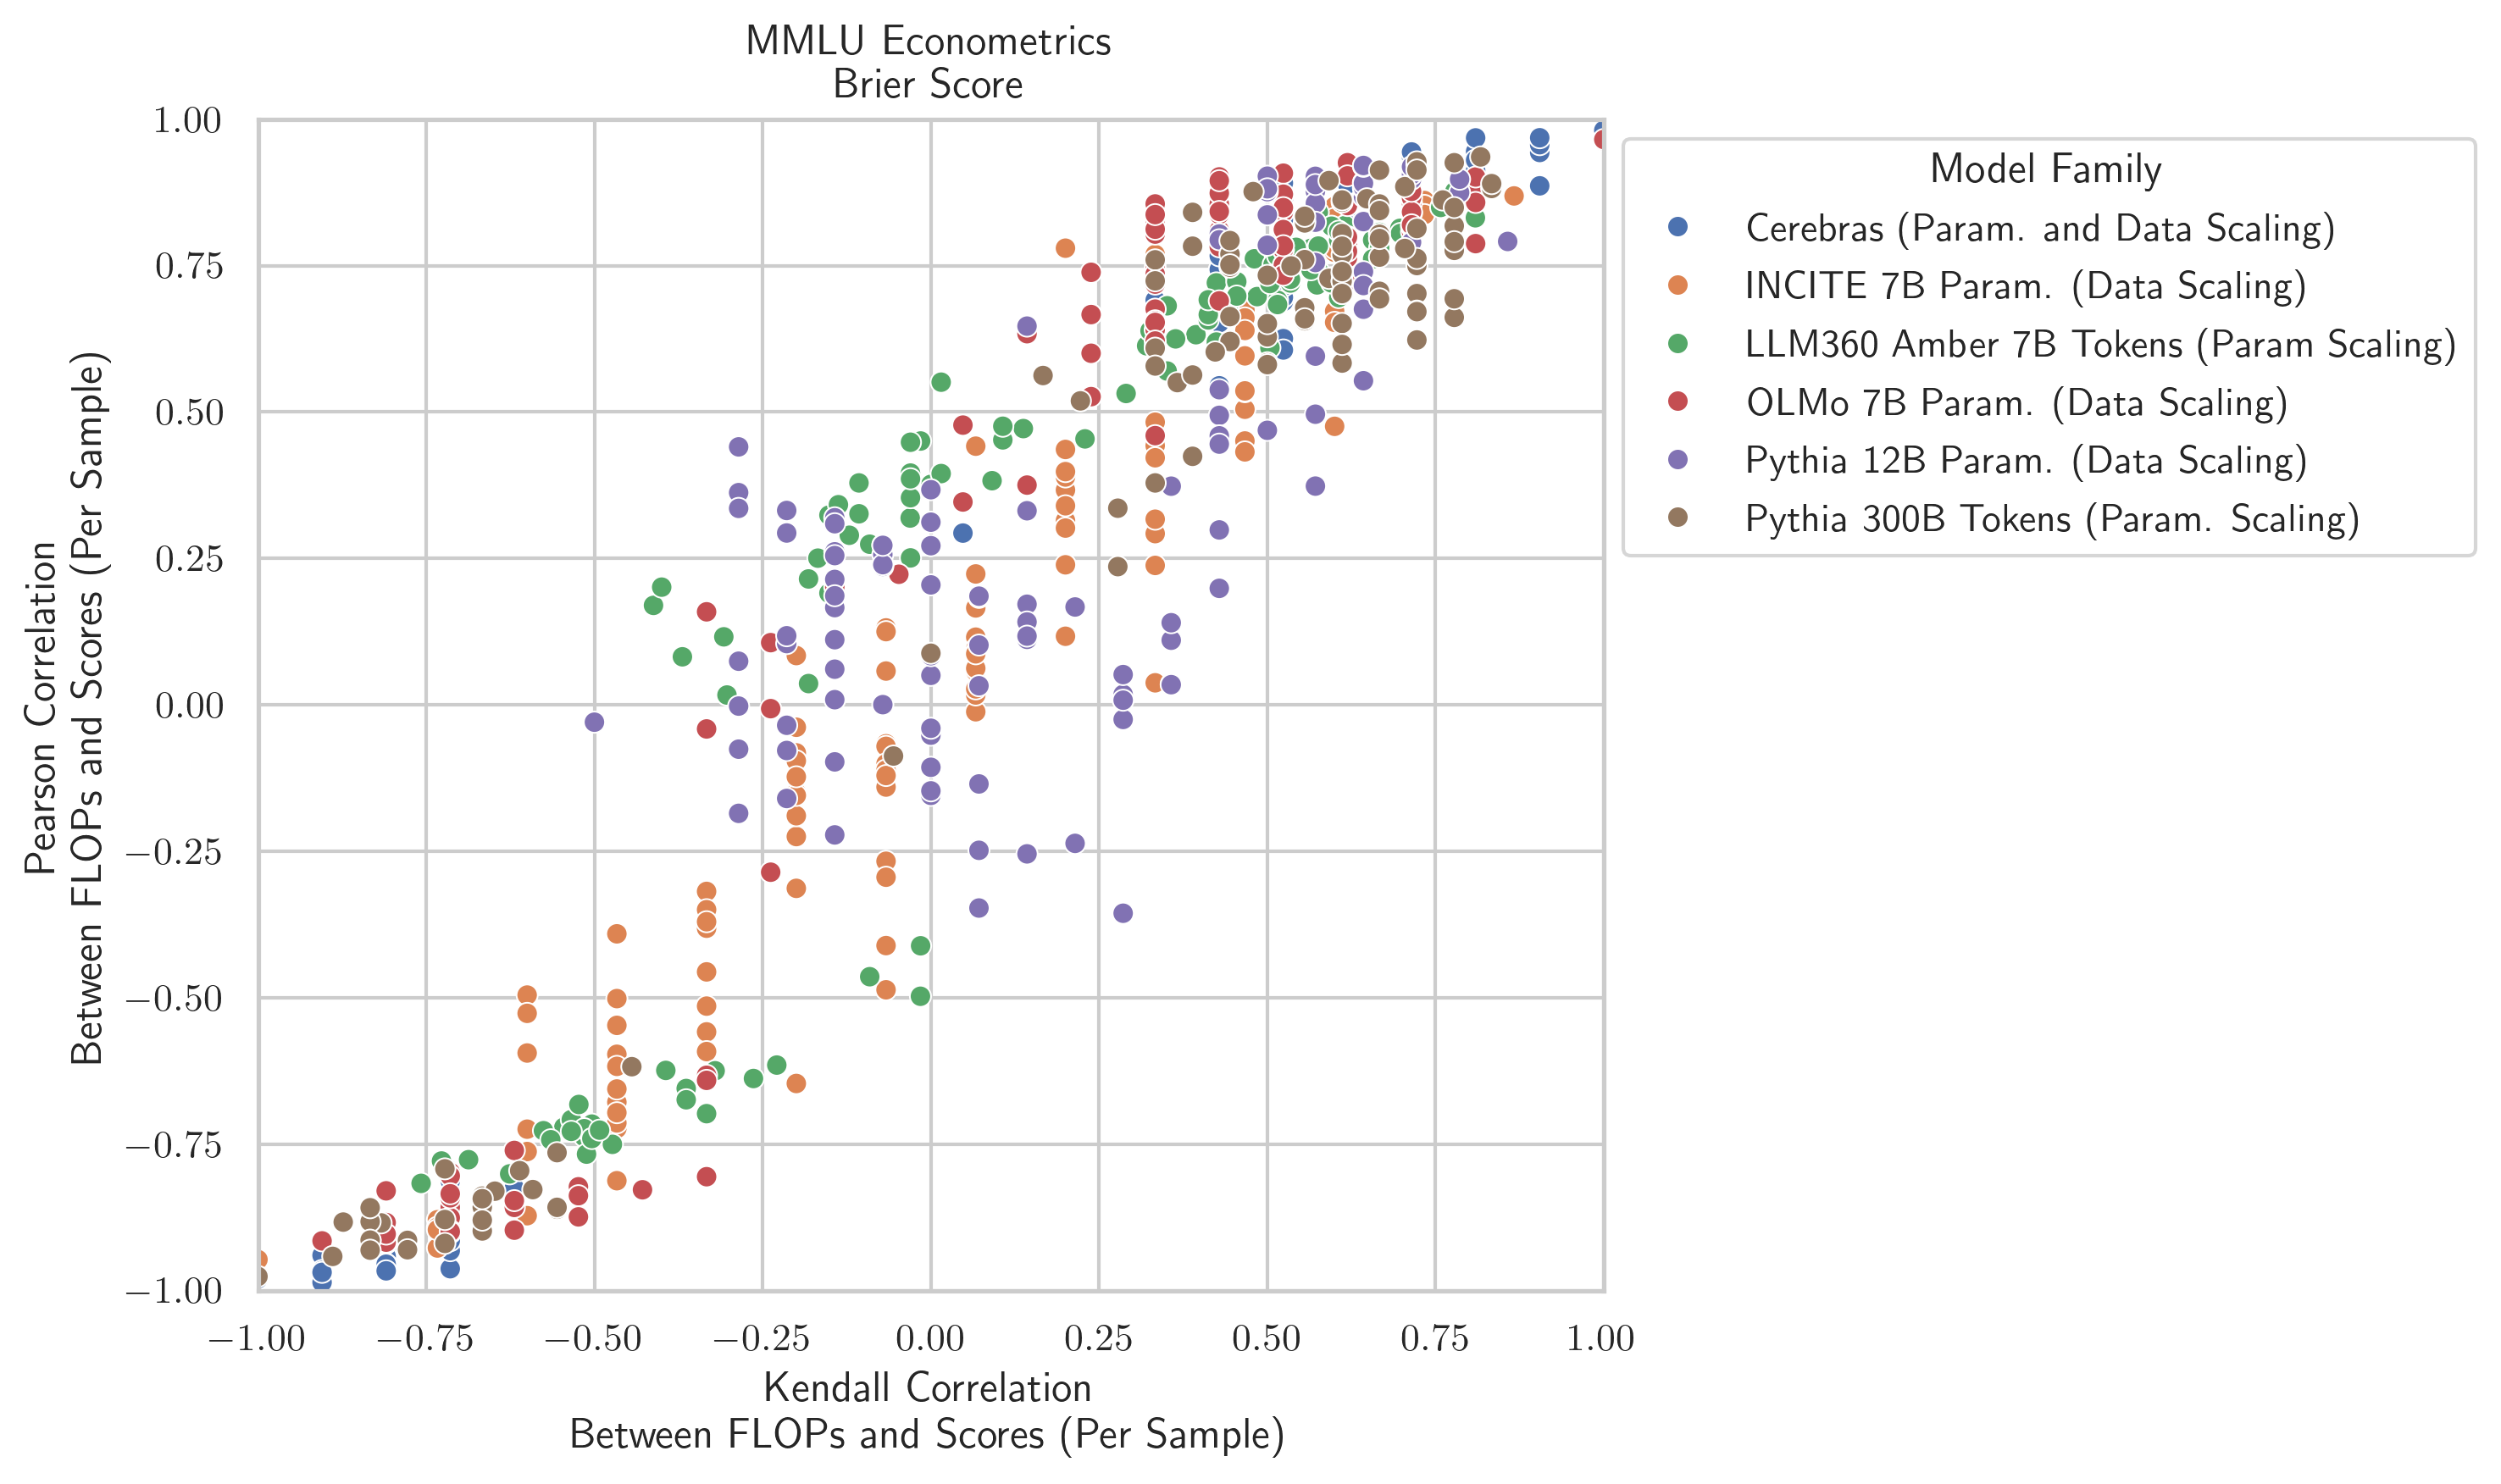 MMLU Econometrics
Brier Score
1.00
0.75
0.50
0.25
0.00
−0.25
−0.50
−0.75
−1.00
Pearson Correlation
Between FLOPs and Scores (Per Sample)
−1.00 −0.75 −0.50 −0.25 0.00 0.25 0.50 0.75 1.00
Kendall Correlation
Between FLOPs and Scores (Per Sample)
Model Family
Cerebras (Param. and Data Scaling)
INCITE 7B Param. (Data Scaling)
LLM360 Amber 7B Tokens (Param Scaling)
OLMo 7B Param. (Data Scaling)
Pythia 12B Param. (Data Scaling)
Pythia 300B Tokens (Param. Scaling)